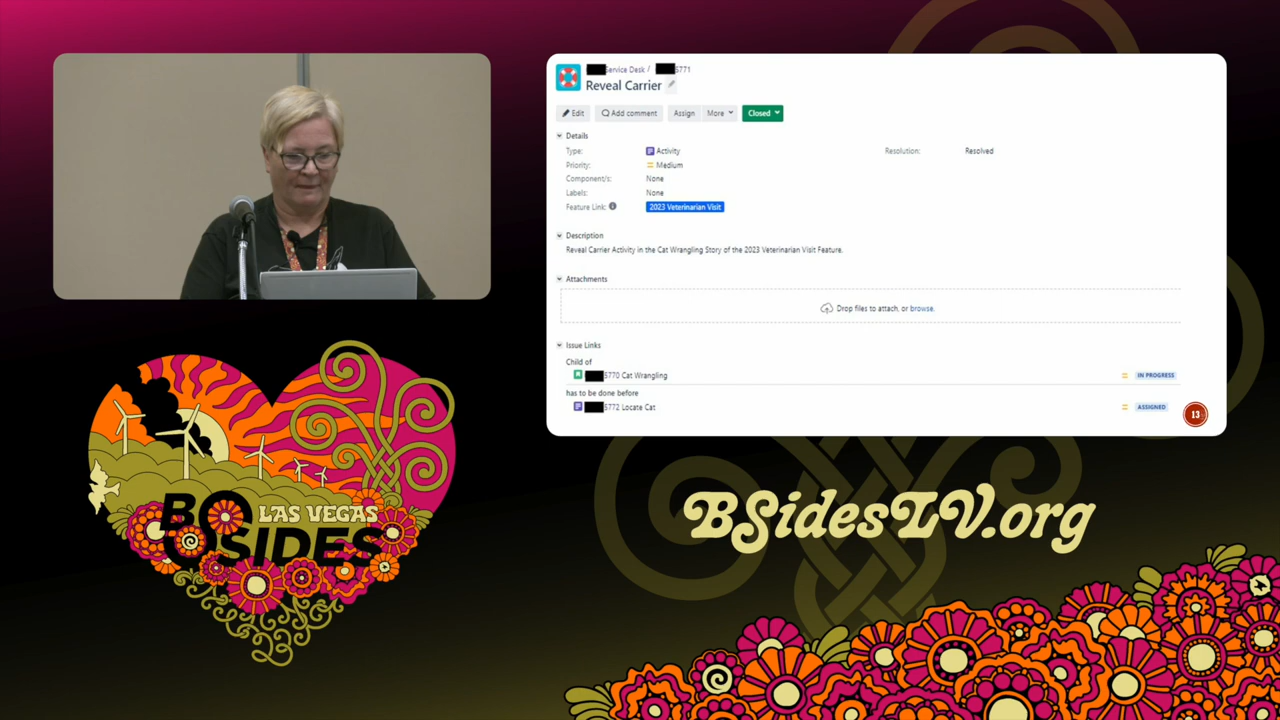 Service Desk / 5771
Reveal Carrier
Edit Add comment Assign More Closed
Details
Type: Activity Resolution: Resolved
Priority: Medium
Component/s: None
Labels: None
Feature Link: 2023 Veterinarian Visit
Description
Reveal Carrier Activity in the Cat Wrangling Story of the 2023 Veterinarian Visit Feature.
Attachments
Drop files to attach, or browse.
Issue Links
Child of
5770 Cat Wrangling IN PROGRESS
has to be done before
5772 Locate Cat ASSIGNED
13
BSIDES
LAS VEGAS
23
BSidesLV.org